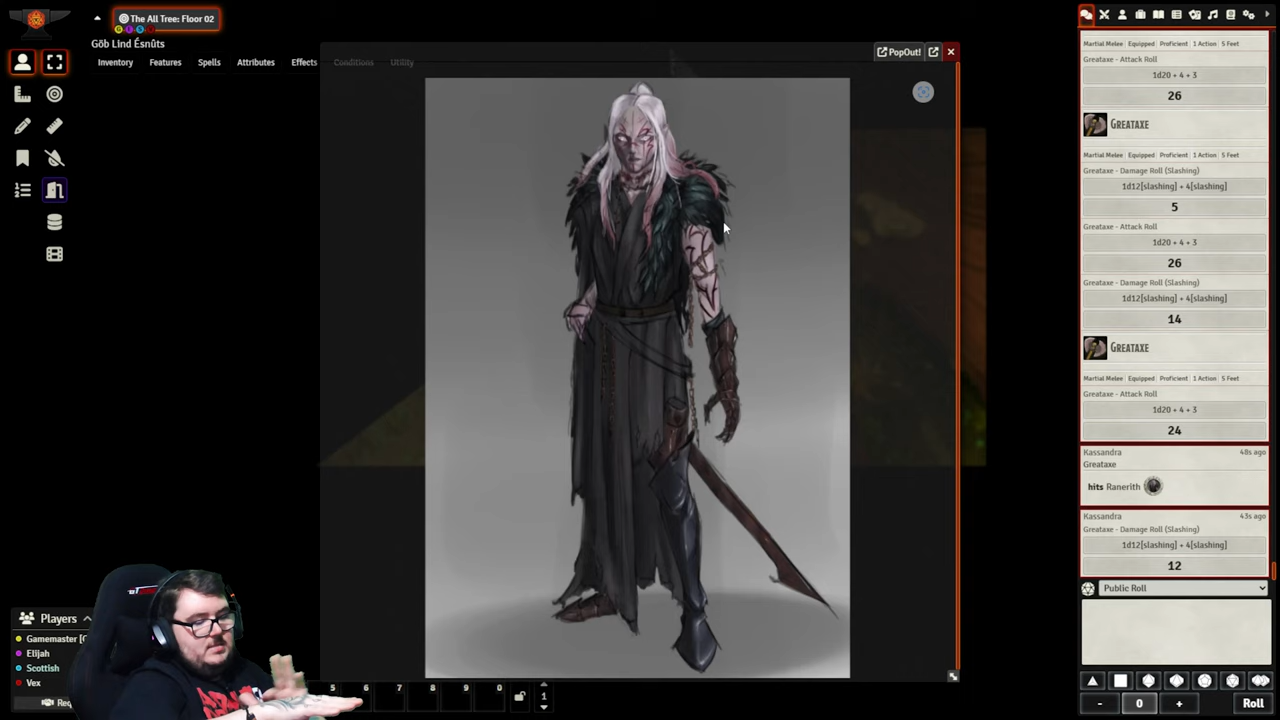 The All Tree: Floor 02
Göb Lind Ésnûts
Inventory Features Spells Attributes Effects Conditions Utility
PopOut!
Martial Melee Equipped Proficient 1 Action 5 Feet
Greataxe - Attack Roll
1d20 + 4 + 3
26
Greataxe
Martial Melee Equipped Proficient 1 Action 5 Feet
Greataxe - Damage Roll (Slashing)
1d12[slashing] + 4[slashing]
5
Greataxe - Attack Roll
1d20 + 4 + 3
26
Greataxe - Damage Roll (Slashing)
1d12[slashing] + 4[slashing]
14
Greataxe
Martial Melee Equipped Proficient 1 Action 5 Feet
Greataxe - Attack Roll
1d20 + 4 + 3
24
Kassandra 48s ago
Greataxe
hits Ranerith
Kassandra 43s ago
Greataxe - Damage Roll (Slashing)
1d12[slashing] + 4[slashing]
12
Public Roll
- 0 + Roll
Players
Gamemaster [G
Elijah
Scottish
Vex
5 6 7 8 9 0 1